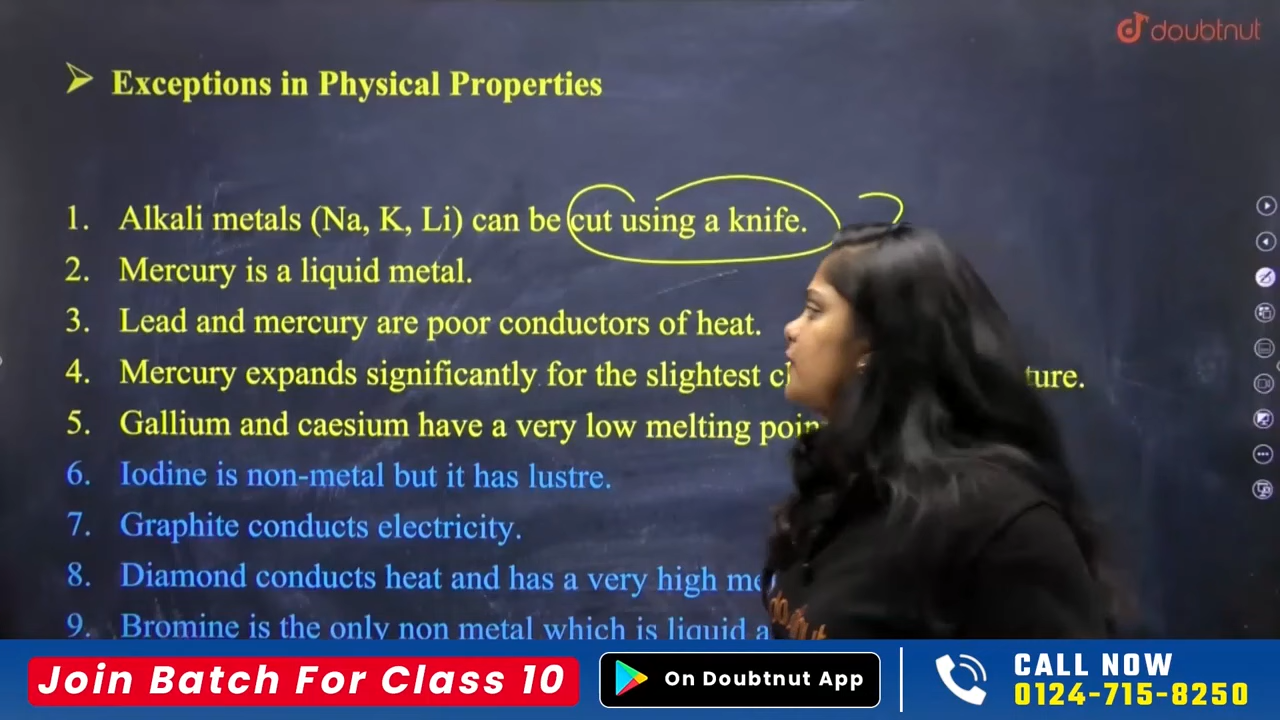 doubtnut
➤ Exceptions in Physical Properties
1. Alkali metals (Na, K, Li) can be cut using a knife.
2. Mercury is a liquid metal.
3. Lead and mercury are poor conductors of heat.
4. Mercury expands significantly for the slightest
5. Gallium and caesium have a very low melting
6. Iodine is non-metal but it has lustre.
7. Graphite conducts electricity.
8. Diamond conducts heat and has a very high
9. Bromine is the only non metal which is liquid
Join Batch For Class 10
On Doubtnut App
CALL NOW
0124-715-8250